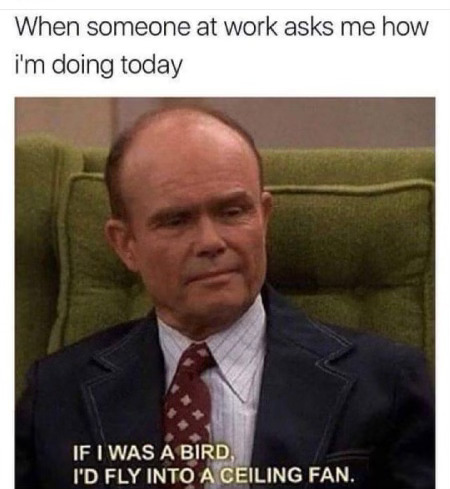 When someone at work asks me how
i'm doing today
IF I WAS A BIRD,
I'D FLY INTO A CEILING FAN.